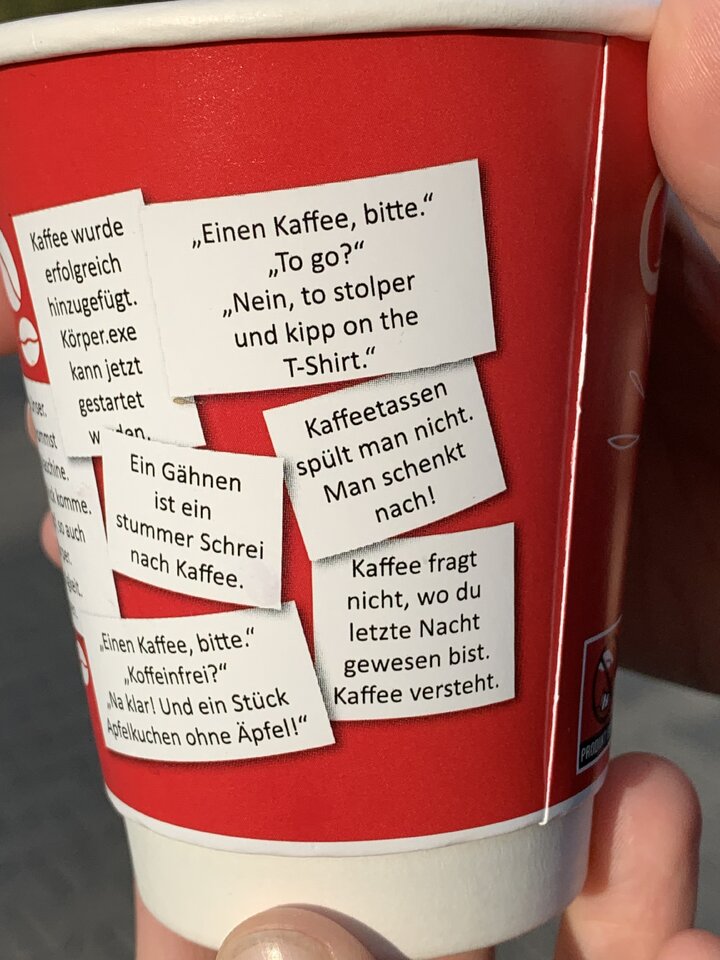 Kaffee wurde
erfolgreich
hinzugefügt.
Körper.exe
kann jetzt
gestartet
„Einen Kaffee, bitte.“
„To go?“
„Nein, to stolper
und kipp on the
T-Shirt.“
Kaffeetassen
spült man nicht.
Man schenkt
nach!
Ein Gähnen
ist ein
stummer Schrei
nach Kaffee.
komme.
auch
Kaffee fragt
nicht, wo du
letzte Nacht
gewesen bist.
Kaffee versteht.
„Einen Kaffee, bitte.“
„Koffeinfrei?“
„Na klar! Und ein Stück
Apfelkuchen ohne Äpfel!“